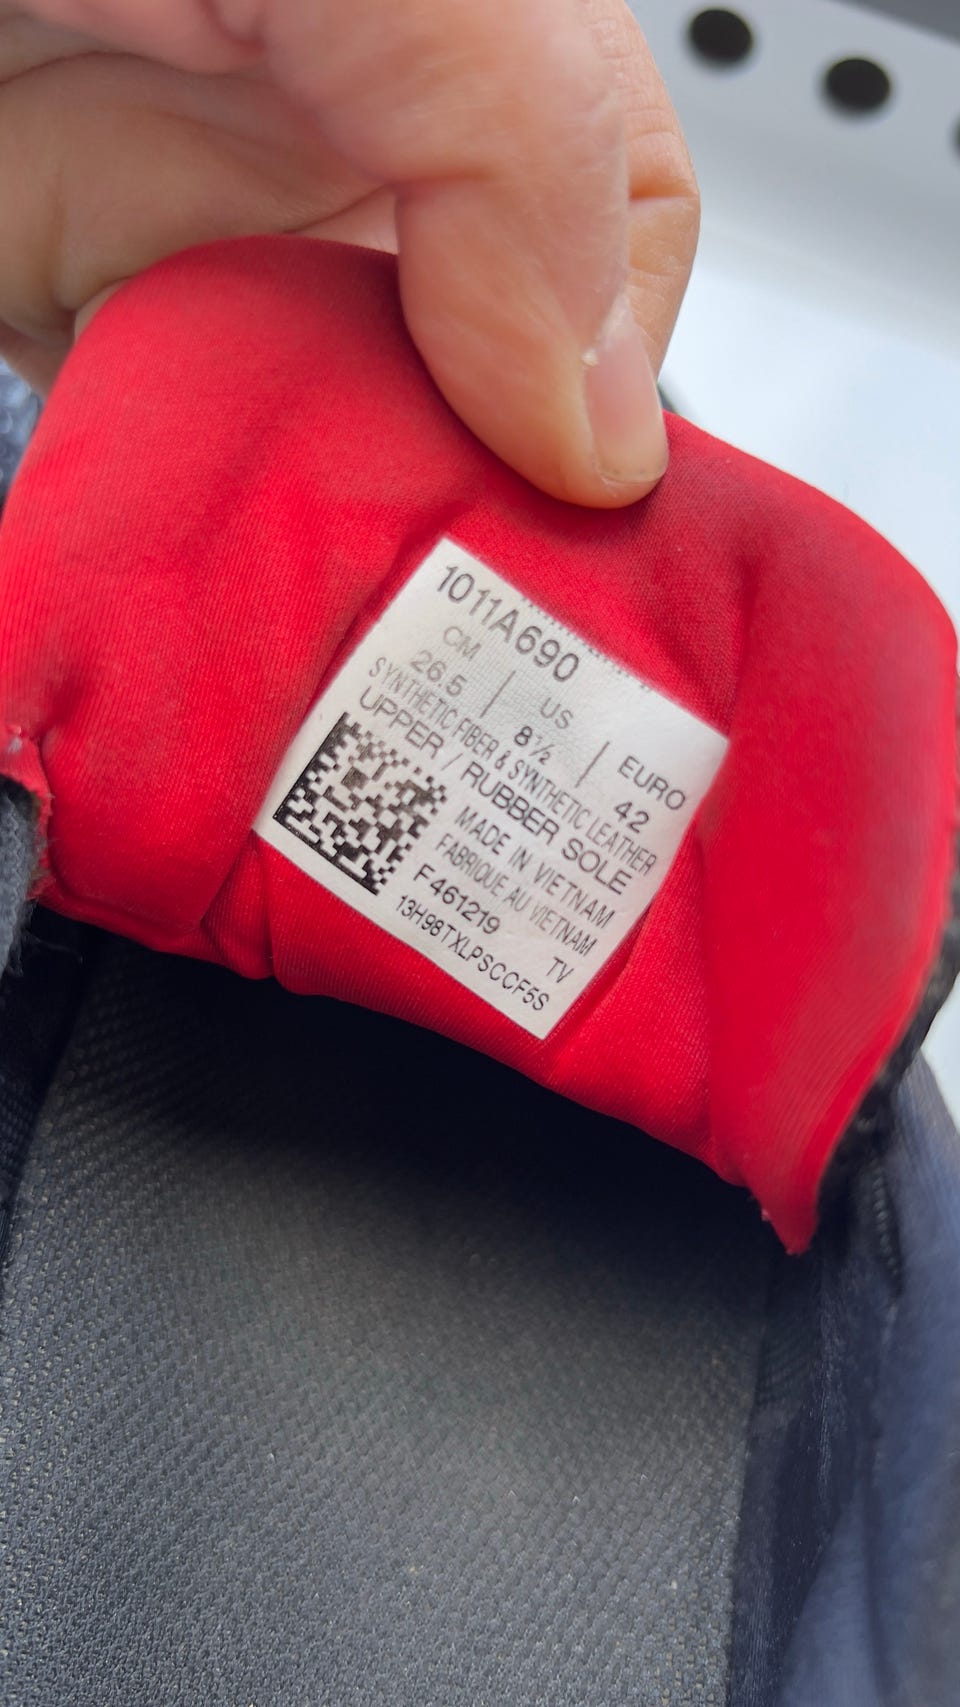 1011A690
CM | US | EURO
26.5 8½ 42
SYNTHETIC FIBER & SYNTHETIC LEATHER
UPPER / RUBBER SOLE
MADE IN VIETNAM
FABRIQUE AU VIETNAM
F461219 TV
13H98TXLPSCCF5S